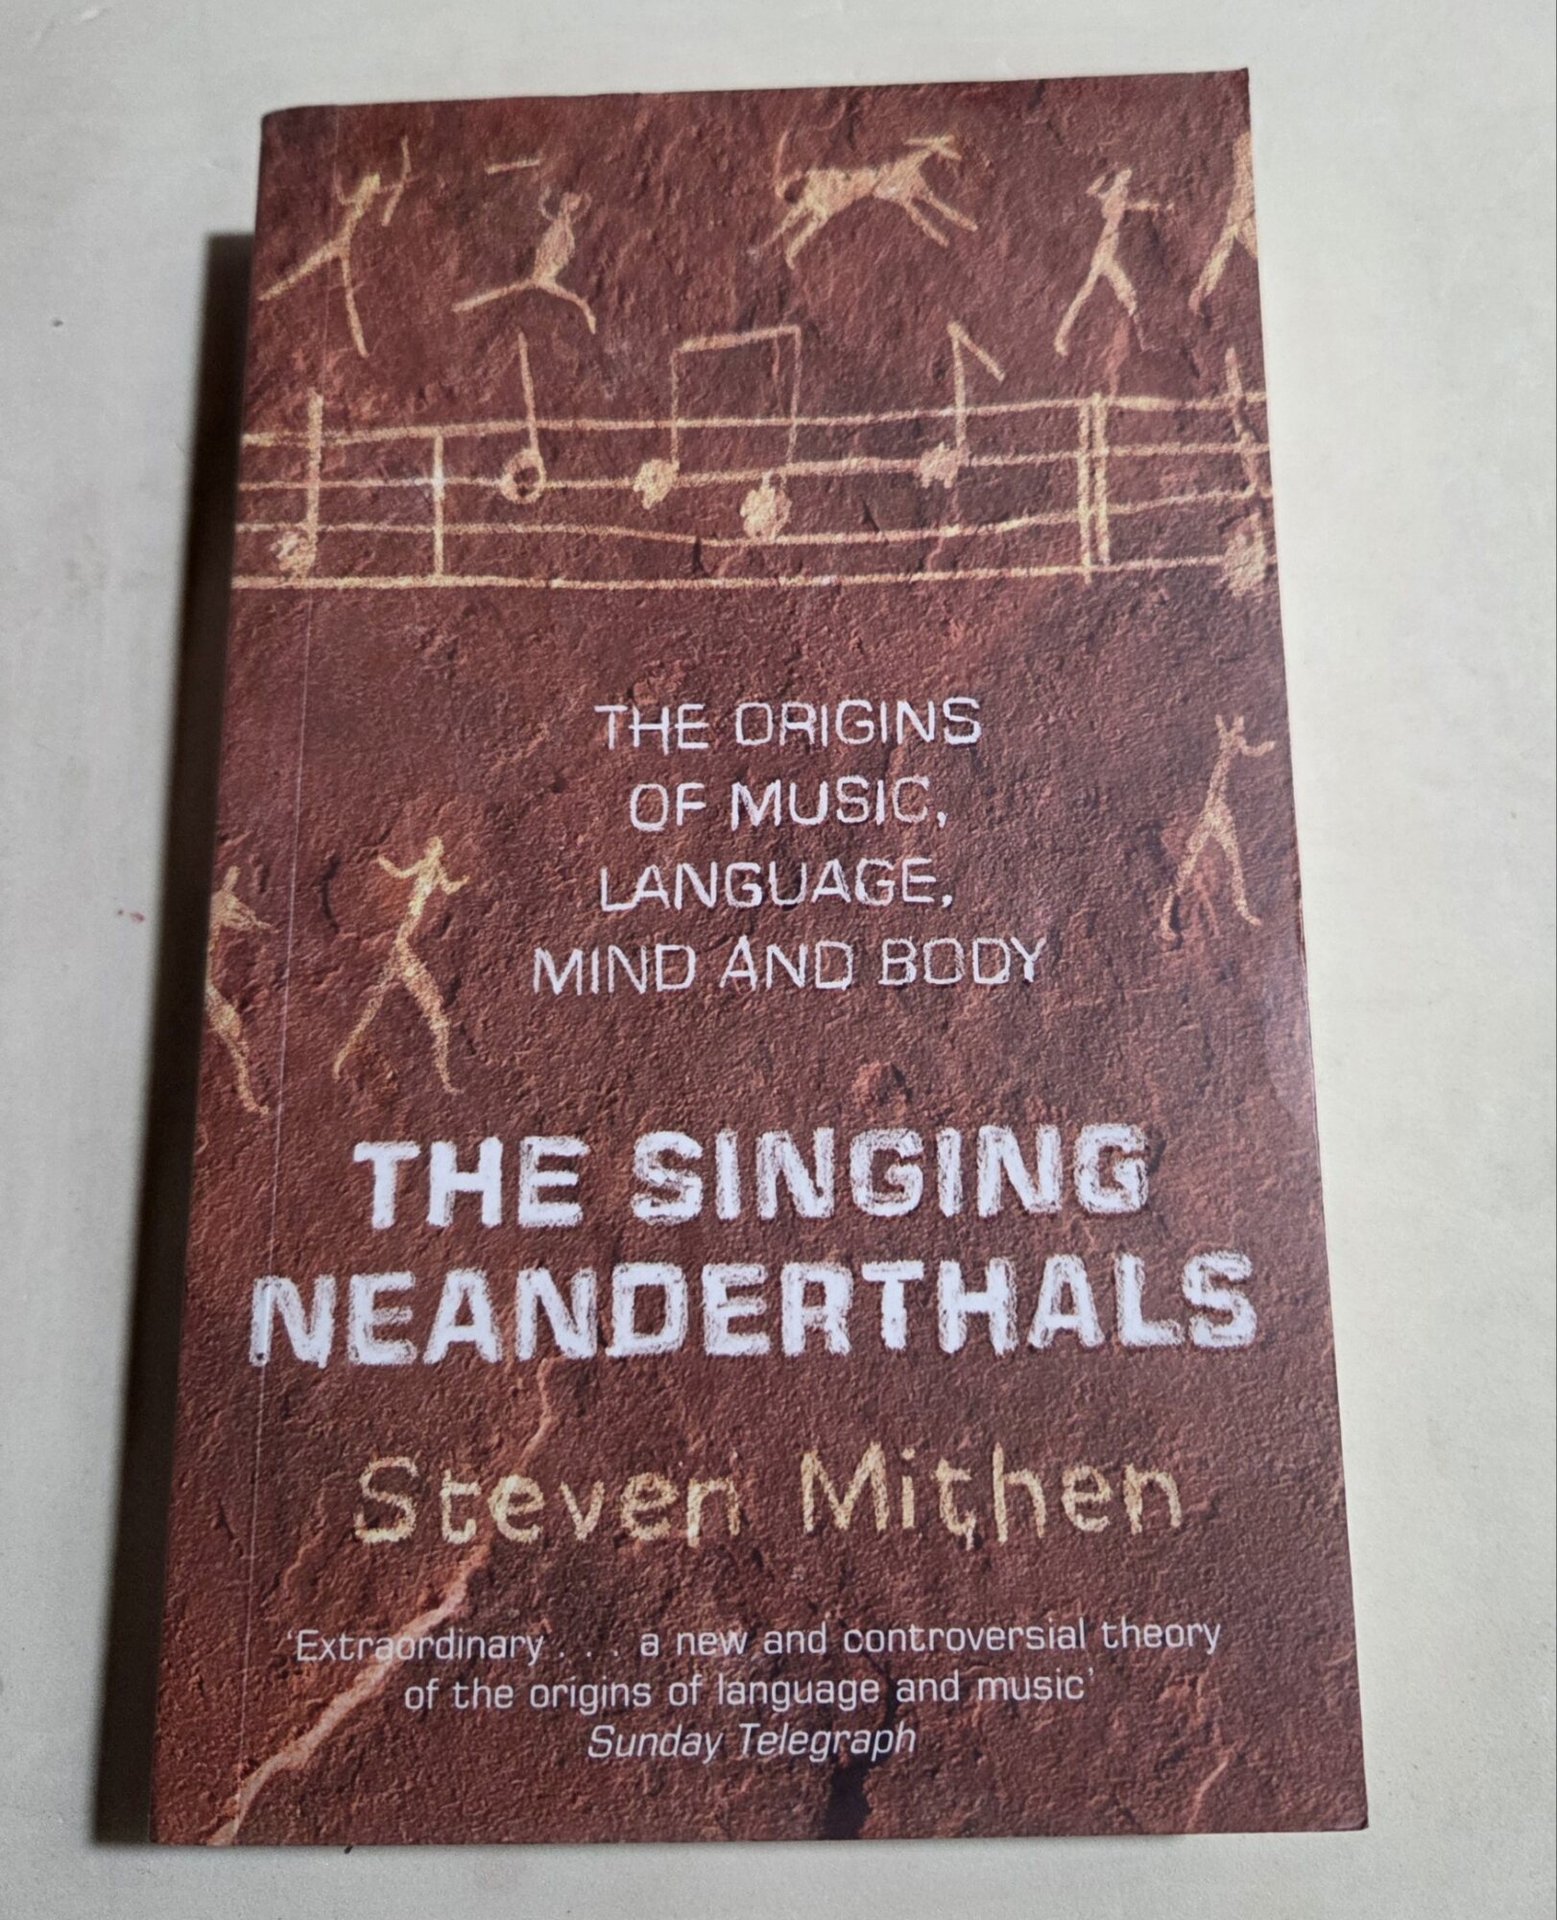 THE ORIGINS
OF MUSIC,
LANGUAGE,
MIND AND BODY
THE SINGING
NEANDERTHALS
Steven Mithen
‘Extraordinary . . . a new and controversial theory
of the origins of language and music’
Sunday Telegraph